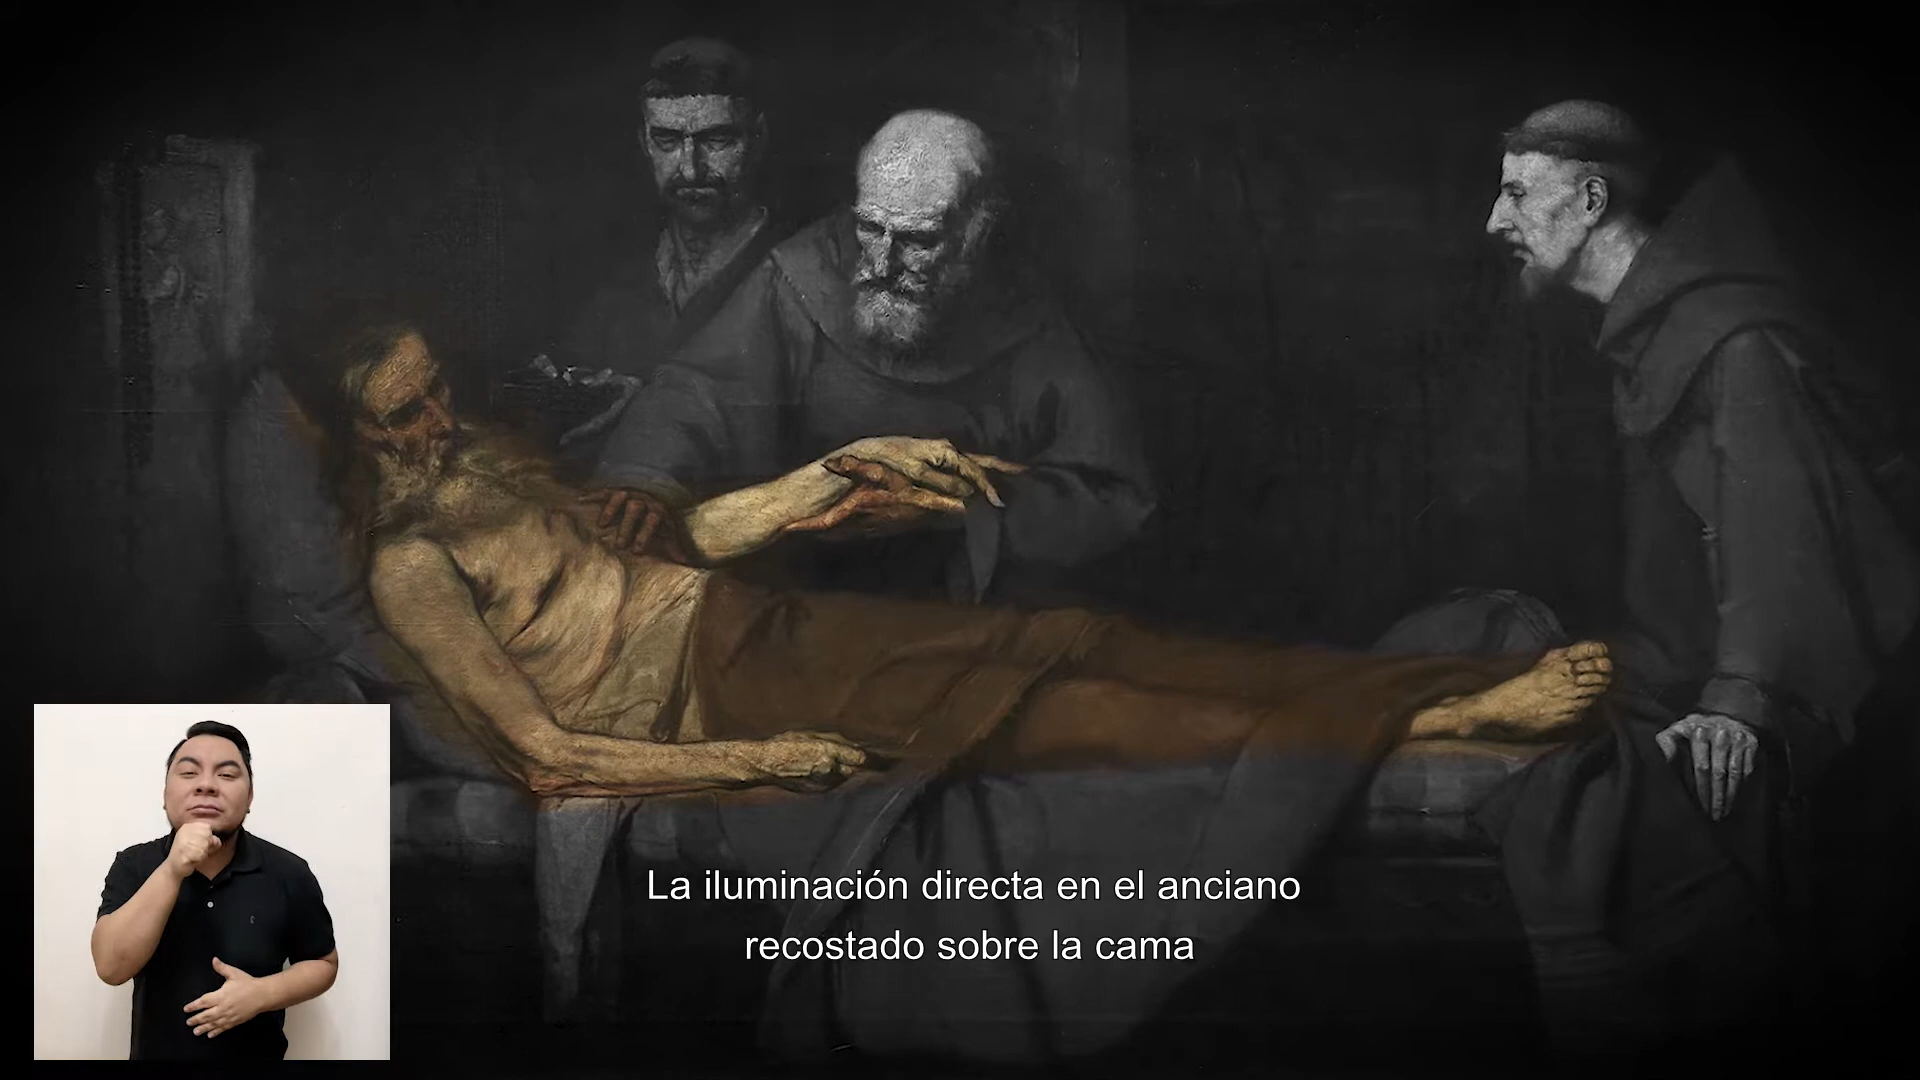 La iluminación directa en el anciano
recostado sobre la cama